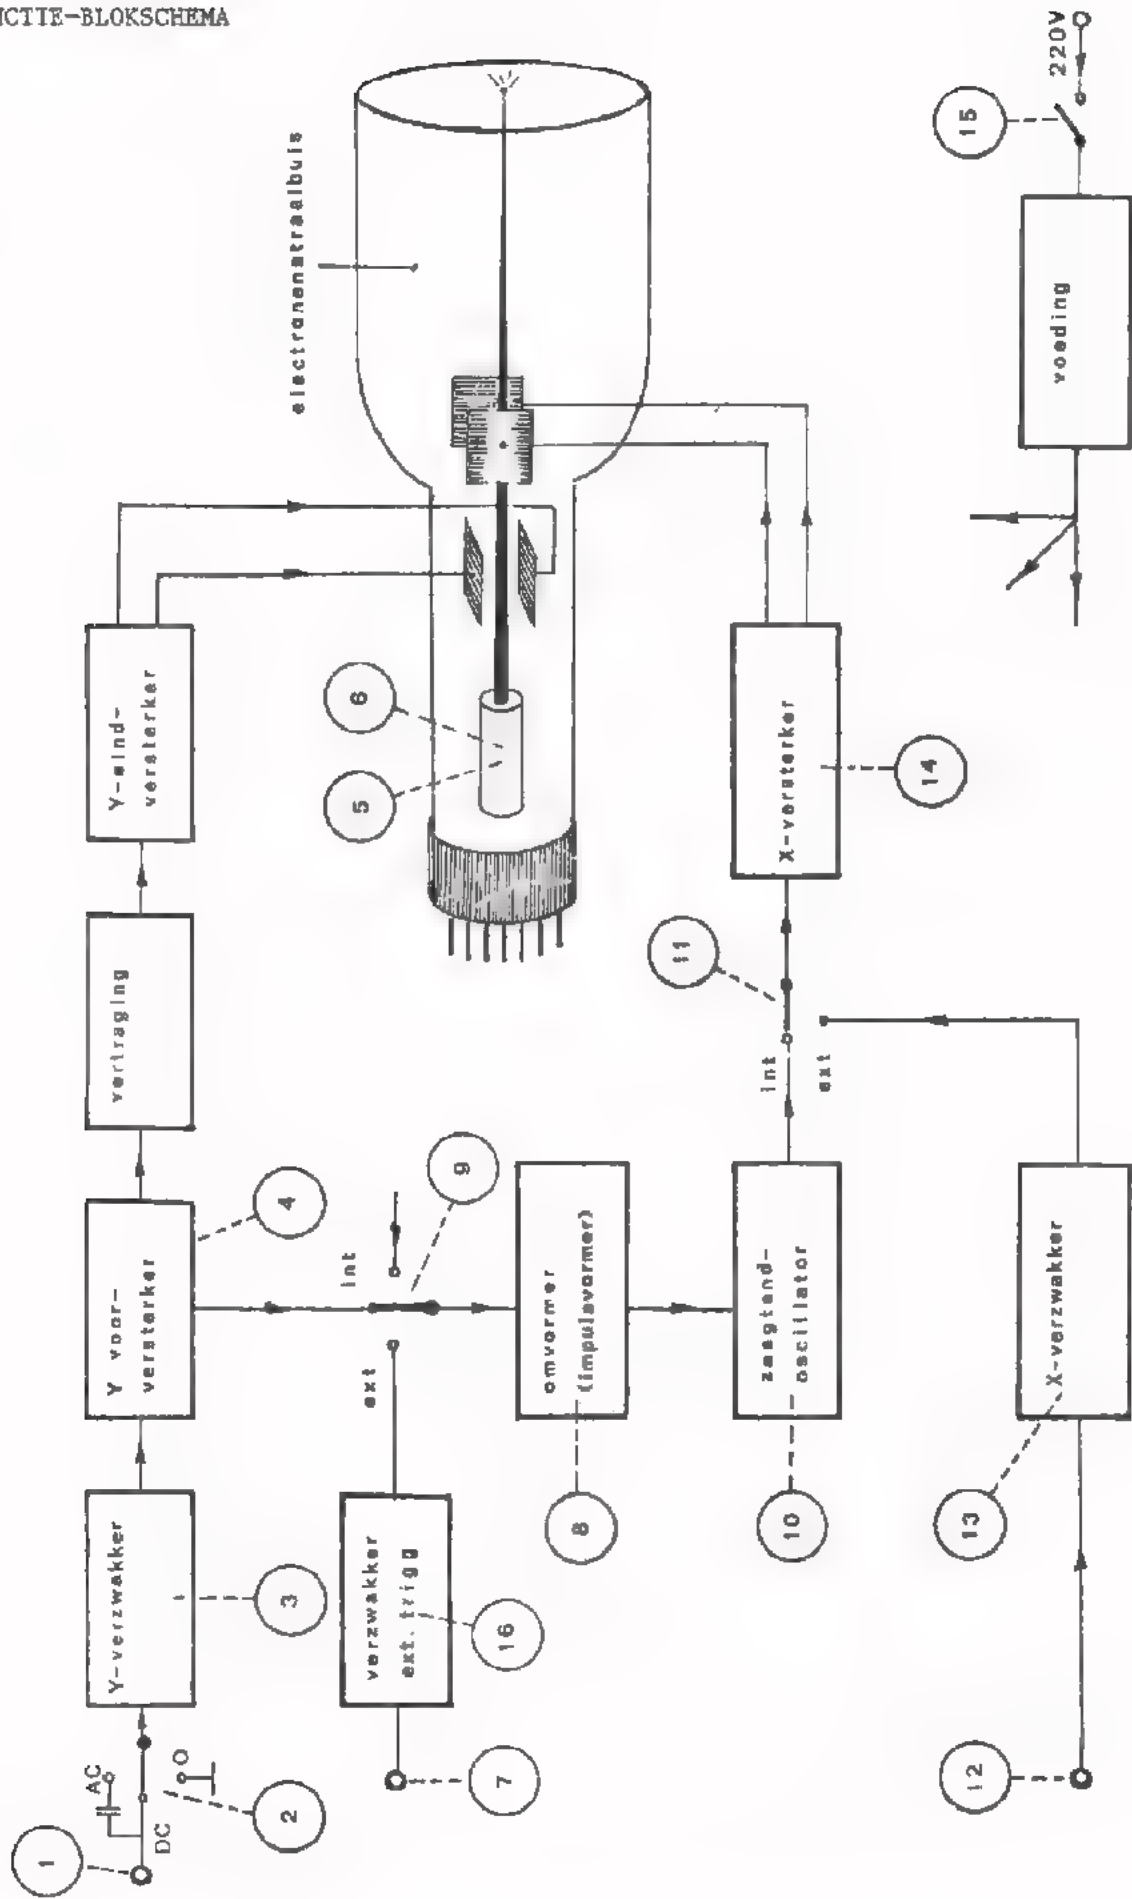 NCTIE-BLOKSCHEMA
1
AC
DC
O
2
Y-verzwakker
3
Y voor-
versterker
4
vertraging
Y-eind-
versterker
electronenstraalbuis
5
6
7
verzwakker
ext. trigg
16
ext
int
9
omvormer
(impulsvormer)
8
zaagtand-
oscillator
10
int
ext
11
X-versterker
14
12
X-verzwakker
13
voeding
15
220V